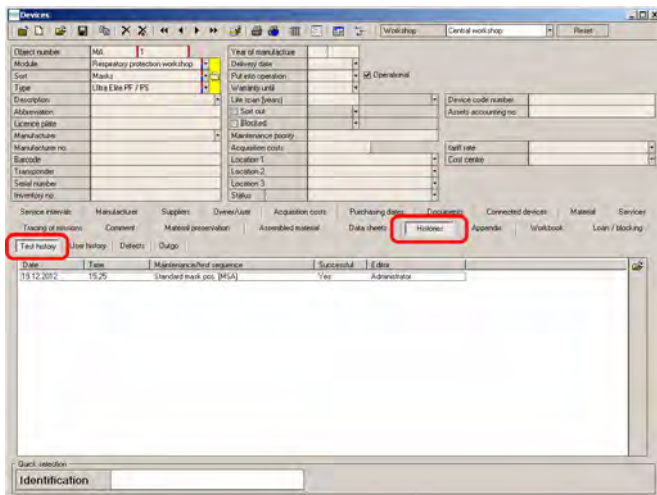 Devices
Workshop Central workshop Reset
Object number MA 1 Year of manufacture
Module Respiratory protection workshop Delivery date
Sort Masks Put into operation Operational
Type Ultra Elite PF / PS Warranty until
Description Life span [years] Device code number
Abbreviation Sort out Assets accounting no.
Licence plate Blocked
Manufacturer Maintenance priority
Manufacturer no. Acquisition costs tariff rate
Barcode Location 1 Cost centre
Transponder Location 2
Serial number Location 3
Inventory no. Status
Service intervals Manufacturer Suppliers Owner/user Acquisition costs Purchasing dates Documents Connected devices Material Services
Tracing of missions Comment Material preservation Assembled material Data sheets Histories Appendix Workbook Loan / blocking
Test history Use history Defects Outgo
Date Time Maintenance/test sequence Successful Editor
19.12.2012 15:25 Standard mask pos. [MSA] Yes Administrator
Quick selection
Identification